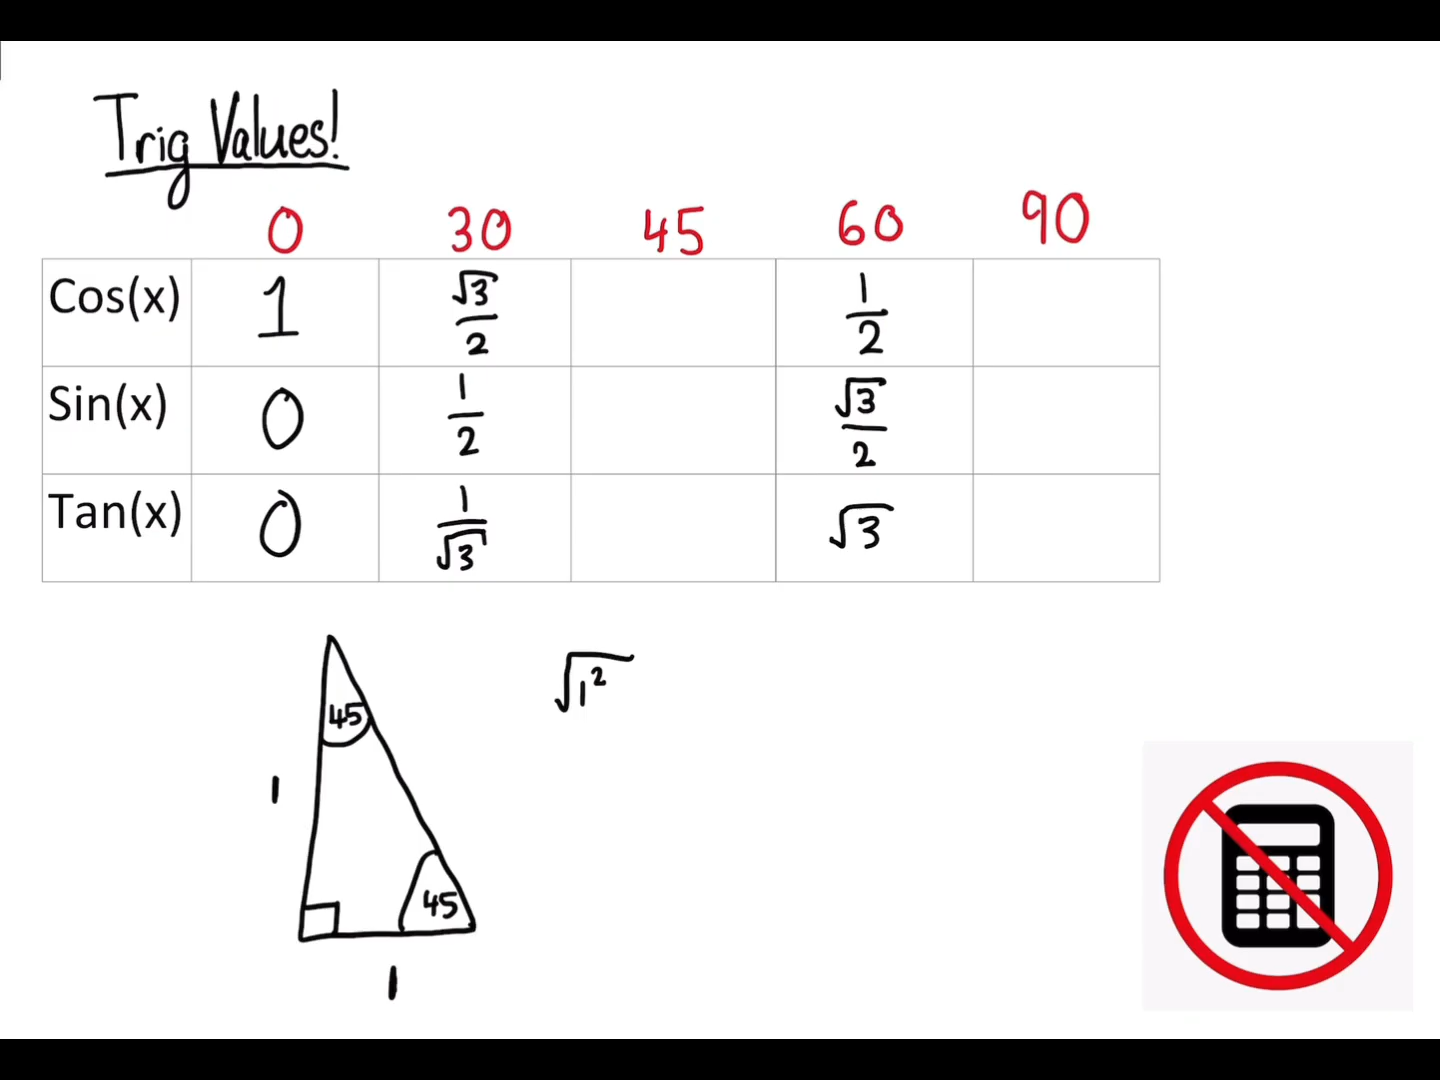 Trig Values!
0 30 45 60 90
Cos(x) 1 √3/2 1/2
Sin(x) 0 1/2 √3/2
Tan(x) 0 1/√3 √3
√1²
45
1
45
1